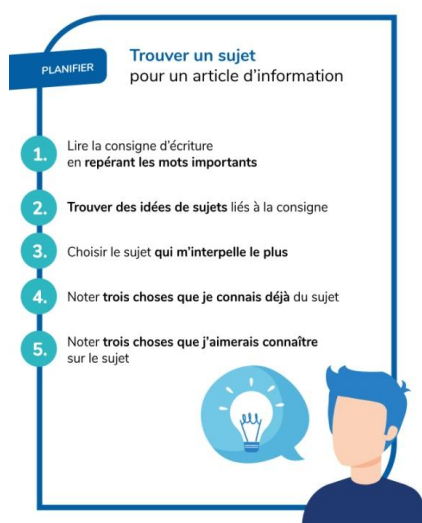 PLANIFIER
Trouver un sujet
pour un article d’information
1.
Lire la consigne d’écriture
en repérant les mots importants
2.
Trouver des idées de sujets liés à la consigne
3.
Choisir le sujet qui m’interpelle le plus
4.
Noter trois choses que je connais déjà du sujet
5.
Noter trois choses que j’aimerais connaître
sur le sujet